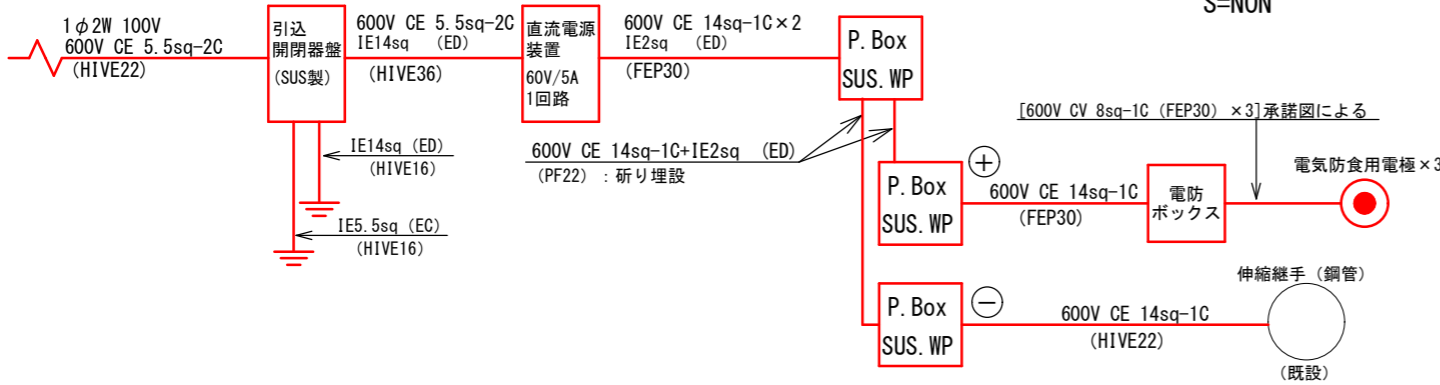 S=NON
1φ2W 100V
600V CE 5.5sq-2C
(HIVE22)
引込
開閉器盤
(SUS製)
600V CE 5.5sq-2C
IE14sq (ED)
(HIVE36)
直流電源
装置
60V/5A
1回路
600V CE 14sq-1C×2
IE2sq (ED)
(FEP30)
P.Box
SUS.WP
IE14sq (ED)
(HIVE16)
IE5.5sq (EC)
(HIVE16)
600V CE 14sq-1C+IE2sq (ED)
(PF22) : 斫り埋設
P.Box
SUS.WP
+
600V CE 14sq-1C
(FEP30)
電防
ボックス
[600V CV 8sq-1C (FEP30) ×3]承諾図による
電気防食用電極×3
P.Box
SUS.WP
−
600V CE 14sq-1C
(HIVE22)
伸縮継手 (鋼管)
(既設)